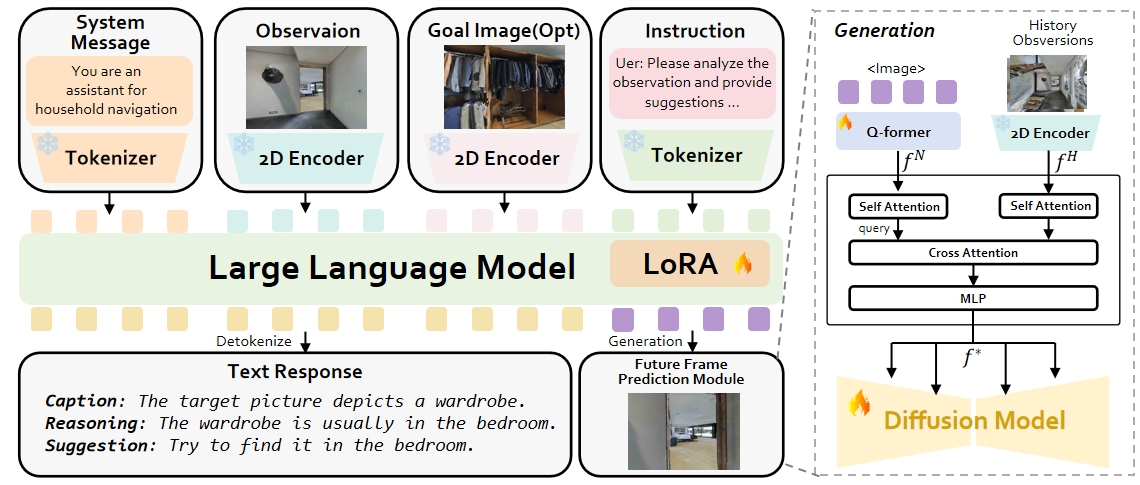 System
Message
You are an
assistant for
household navigation
Tokenizer
Observaion
2D Encoder
Goal Image(Opt)
2D Encoder
Instruction
Uer: Please analyze the
observation and provide
suggestions ...
Tokenizer
Large Language Model
LoRA
Detokenize
Generation
Text Response
Caption: The target picture depicts a wardrobe.
Reasoning: The wardrobe is usually in the bedroom.
Suggestion: Try to find it in the bedroom.
Future Frame
Prediction Module
Generation
<Image>
Q-former
History
Obsversions
2D Encoder
f^N
f^H
Self Attention
Self Attention
query
Cross Attention
MLP
f*
Diffusion Model